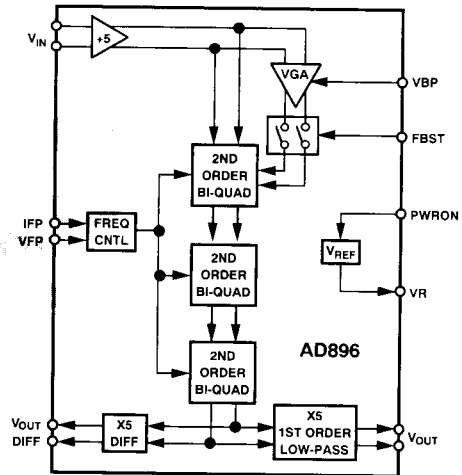 VIN
+5
VGA
VBP
FBST
2ND
ORDER
BI-QUAD
IFP
VFP
FREQ
CNTL
PWRON
VREF
VR
2ND
ORDER
BI-QUAD
2ND
ORDER
BI-QUAD
AD896
VOUT
DIFF
X5
DIFF
X5
1ST ORDER
LOW-PASS
VOUT